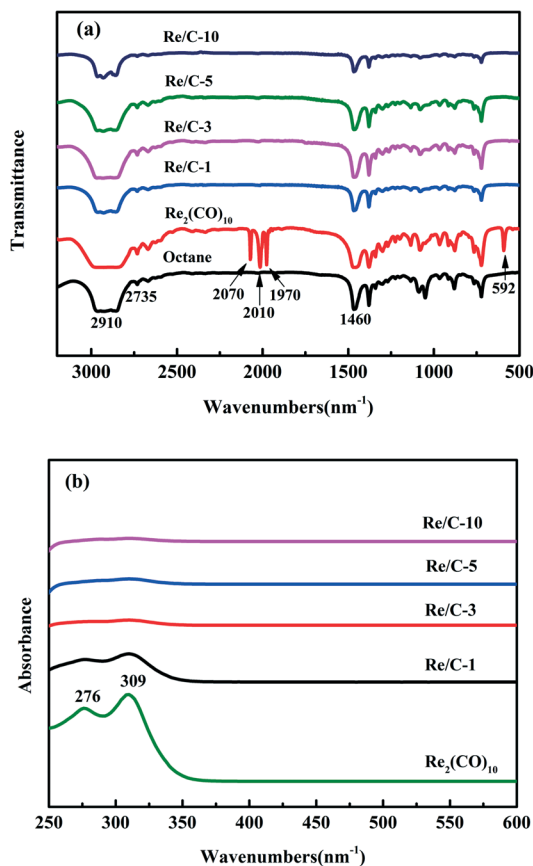 (a)
Re/C-10
Re/C-5
Re/C-3
Re/C-1
Re₂(CO)₁₀
Octane
2910
2735
2070
2010
1970
1460
592
Transmittance
3000 2500 2000 1500 1000 500
Wavenumbers(nm⁻¹)
(b)
Re/C-10
Re/C-5
Re/C-3
Re/C-1
276
309
Re₂(CO)₁₀
Absorbance
250 300 350 400 450 500 550 600
Wavenumbers(nm⁻¹)